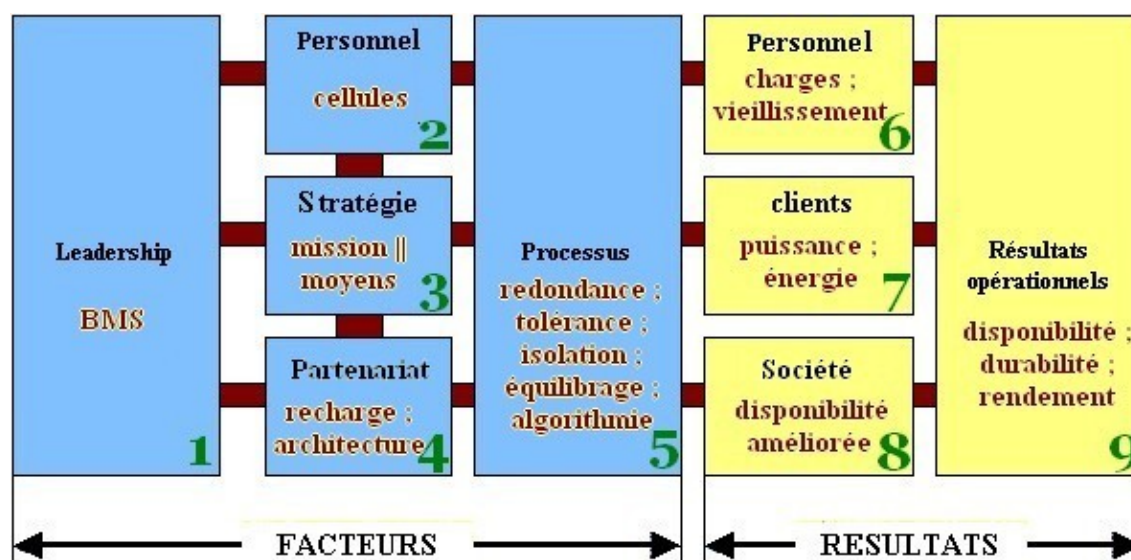 Leadership
BMS
1
Personnel
cellules
2
Stratégie
mission ||
moyens
3
Partenariat
recharge ;
architecture
4
Processus
redondance ;
tolérance ;
isolation ;
équilibrage ;
algorithmie
5
Personnel
charges ;
vieillissement
6
clients
puissance ;
énergie
7
Société
disponibilité
améliorée
8
Résultats
opérationnels
disponibilité ;
durabilité ;
rendement
9
FACTEURS
RESULTATS